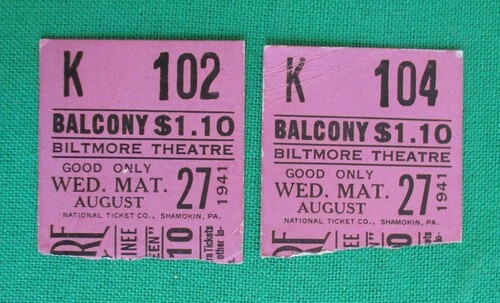 K 102
BALCONY $1.10
BILTMORE THEATRE
GOOD ONLY
WED. MAT. 27 1941
AUGUST
NATIONAL TICKET CO., SHAMOKIN, PA.
K 104
BALCONY $1.10
BILTMORE THEATRE
GOOD ONLY
WED. MAT. 27 1941
AUGUST
NATIONAL TICKET CO., SHAMOKIN, PA.